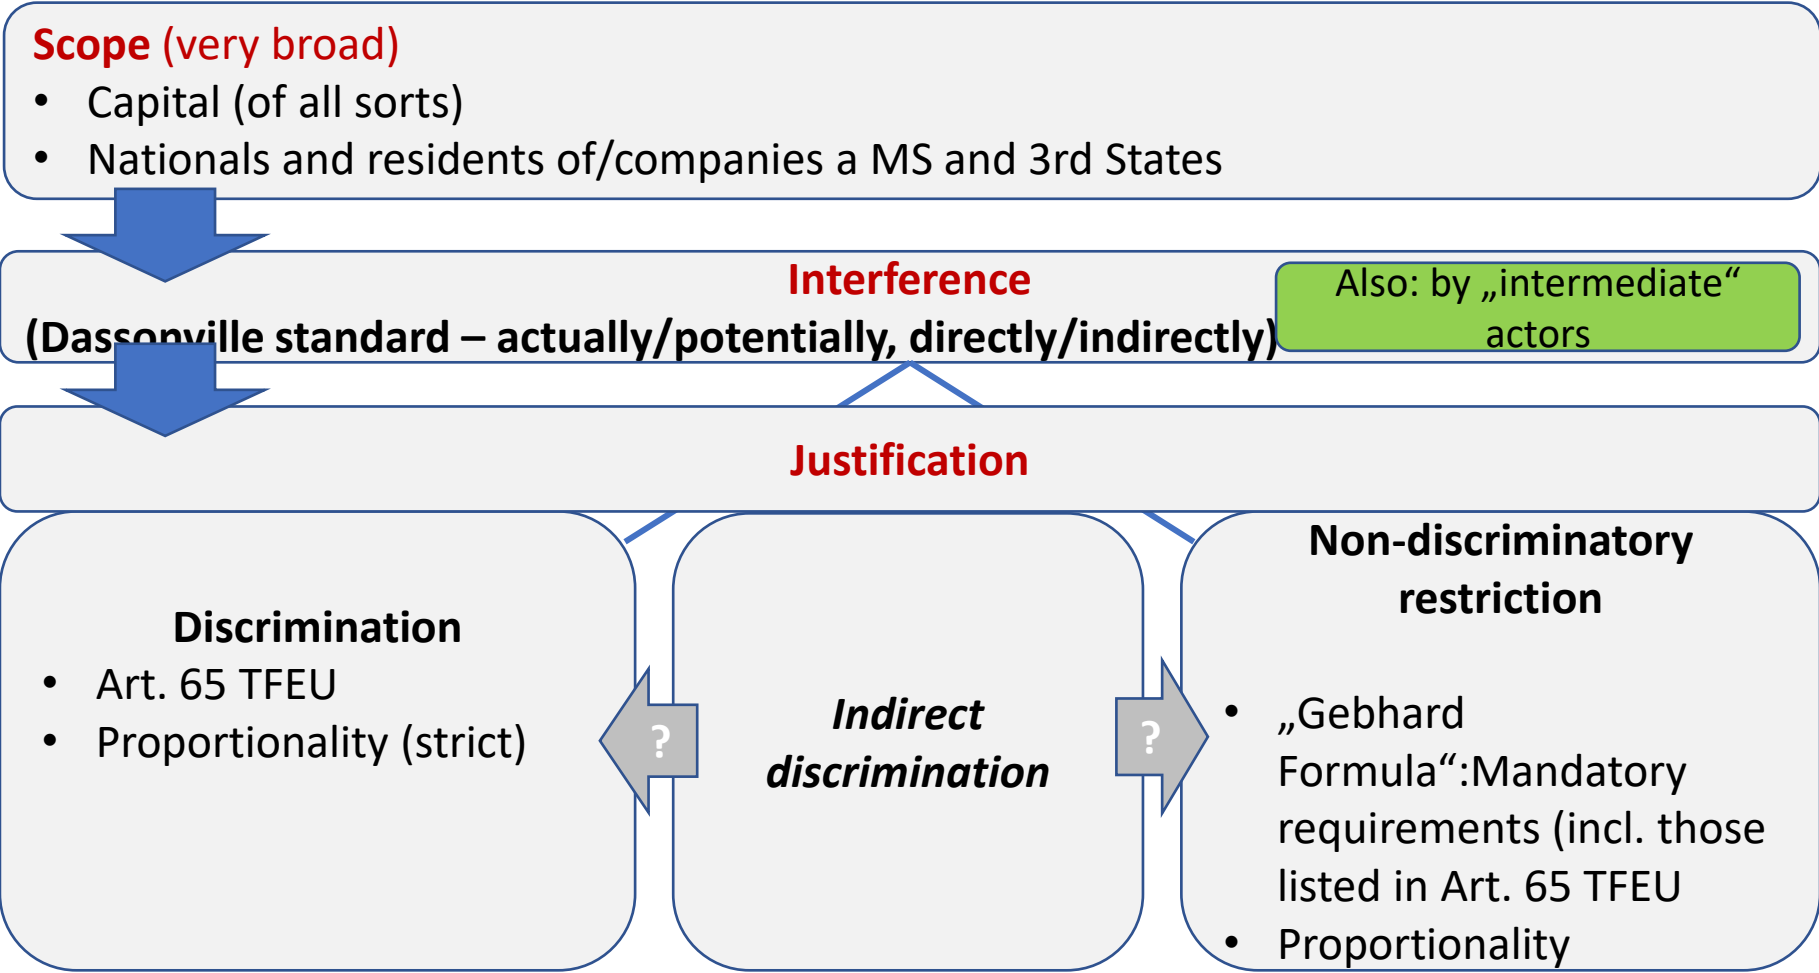 Scope (very broad)
• Capital (of all sorts)
• Nationals and residents of/companies a MS and 3rd States
Interference
(Dassonville standard – actually/potentially, directly/indirectly)
Also: by „intermediate“
actors
Justification
Discrimination
• Art. 65 TFEU
• Proportionality (strict)
?
Indirect
discrimination
?
Non-discriminatory
restriction
• „Gebhard
Formula“:Mandatory
requirements (incl. those
listed in Art. 65 TFEU
• Proportionality